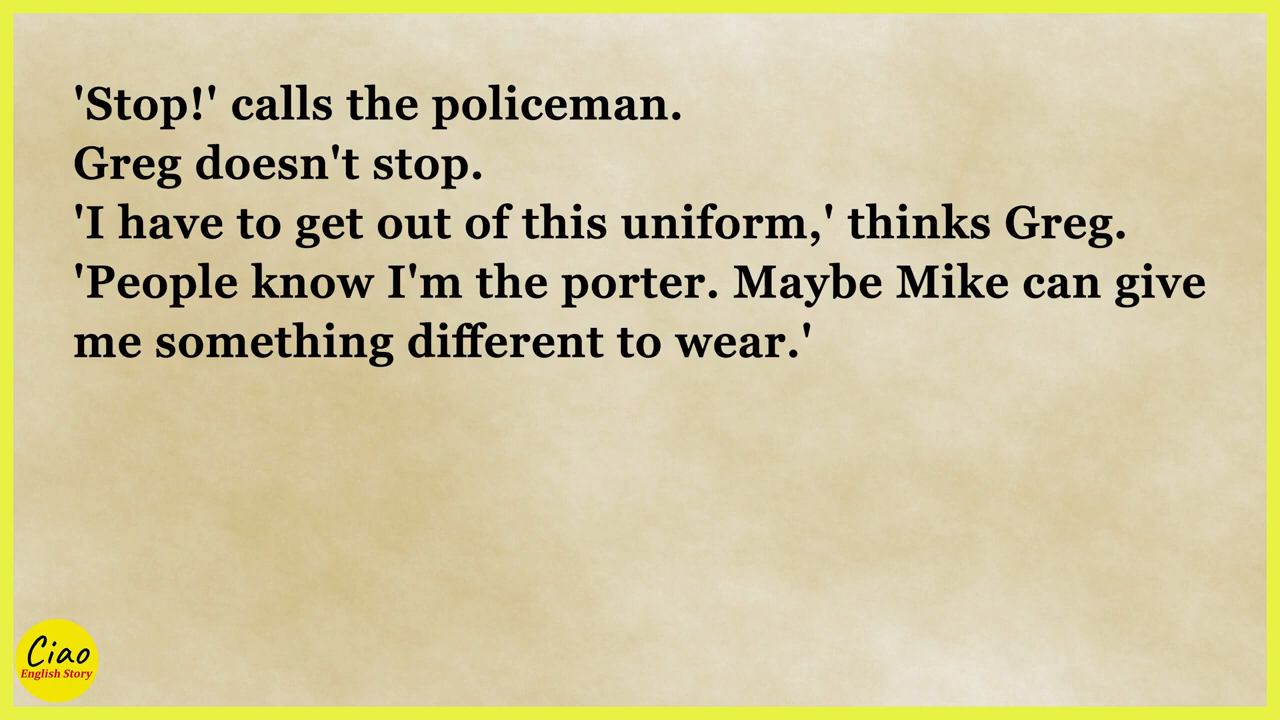 'Stop!' calls the policeman.
Greg doesn't stop.
'I have to get out of this uniform,' thinks Greg.
'People know I'm the porter. Maybe Mike can give
me something different to wear.'
Ciao
English Story